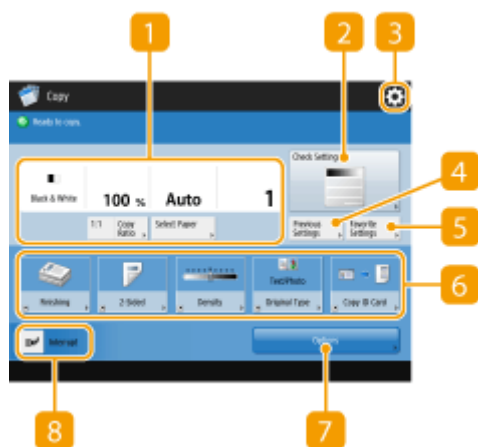 1
2
3
Copy
Ready to copy.
Check Setting
Black & White
100 %
Auto
1
4
1:1 Copy Ratio
Select Paper
Previous Settings
Favorite Settings
5
Text/Photo
6
Finishing
2-Sided
Density
Original Type
Copy ID Card
Interrupt
Options
8
7